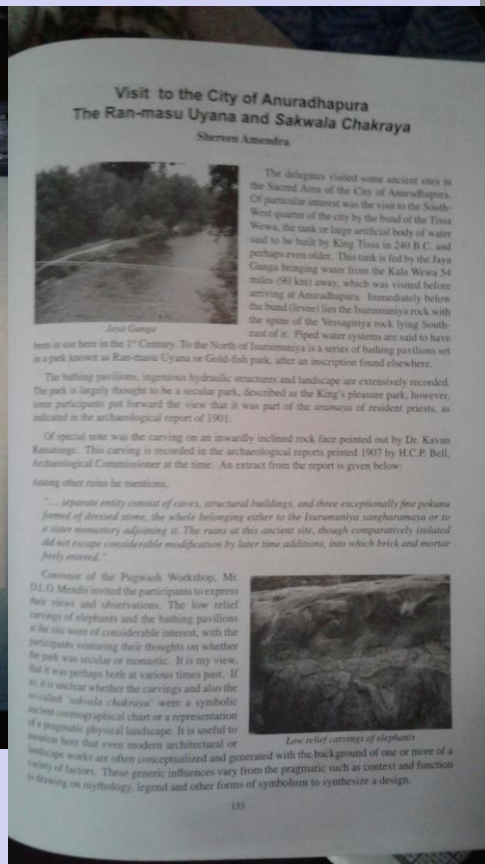 Visit to the City of Anuradhapura
The Ran-masu Uyana and Sakwala Chakraya
Shereen Amendra
The delegates visited some ancient sites in
the Sacred Area of the City of Anuradhapura.
Of particular interest was the visit to the South-
West quarter of the city by the bund of the Tissa
Wewa, the tank or large artificial body of water
said to be built by King Tissa in 240 B.C. and
perhaps even older. This tank is fed by the Jaya
Ganga bringing water from the Kala Wewa 54
miles (90 km) away, which was visited before
arriving at Anuradhapura. Immediately below
the bund (levee) lies the Isurumuniya rock with
the spine of the Vessagiriya rock lying South-
east of it. Piped water systems are said to have
Jaya Ganga
been in use here in the 1st Century. To the North of Isurumuniya is a series of bathing pavilions set
in a park known as Ran-masu Uyana or Gold-fish park, after an inscription found elsewhere.
The bathing pavilions, ingenious hydraulic structures and landscape are extensively recorded.
The park is largely thought to be a secular park, described as the King's pleasure park, however,
some participants put forward the view that it was part of the aramaya of resident priests, as
indicated in the archaeological report of 1901.
Of special note was the carving on an inwardly inclined rock face pointed out by Dr. Kavan
Ratnatunge. This carving is recorded in the archaeological reports printed 1907 by H.C.P. Bell,
Archaeological Commissioner at the time. An extract from the report is given below:
Among other ruins he mentions,
"… separate entity consist of caves, structural buildings, and three exceptionally fine pokuna
formed of dressed stone, the whole belonging either to the Isurumuniya sangharamaya or to
a sister monastery adjoining it. The ruins at this ancient site, though comparatively isolated
did not escape considerable modification by later time additions, into which brick and mortar
freely entered."
Convenor of the Pugwash Workshop, Mr.
D.L.O. Mendis invited the participants to express
their views and observations. The low relief
carvings of elephants and the bathing pavilions
at the site were of considerable interest, with the
participants venturing their thoughts on whether
the park was secular or monastic. It is my view,
that it was perhaps both at various times past. If
so, it is unclear whether the carvings and also the
so-called 'sakvala chakraya' were a symbolic
ancient cosmographical chart or a representation
of a pragmatic physical landscape. It is useful to
mention here that even modern architectural or
Low relief carvings of elephants
landscape works are often conceptualized and generated with the background of one or more of a
variety of factors. These generic influences vary from the pragmatic such as context and function
to drawing on mythology, legend and other forms of symbolism to synthesize a design.
133